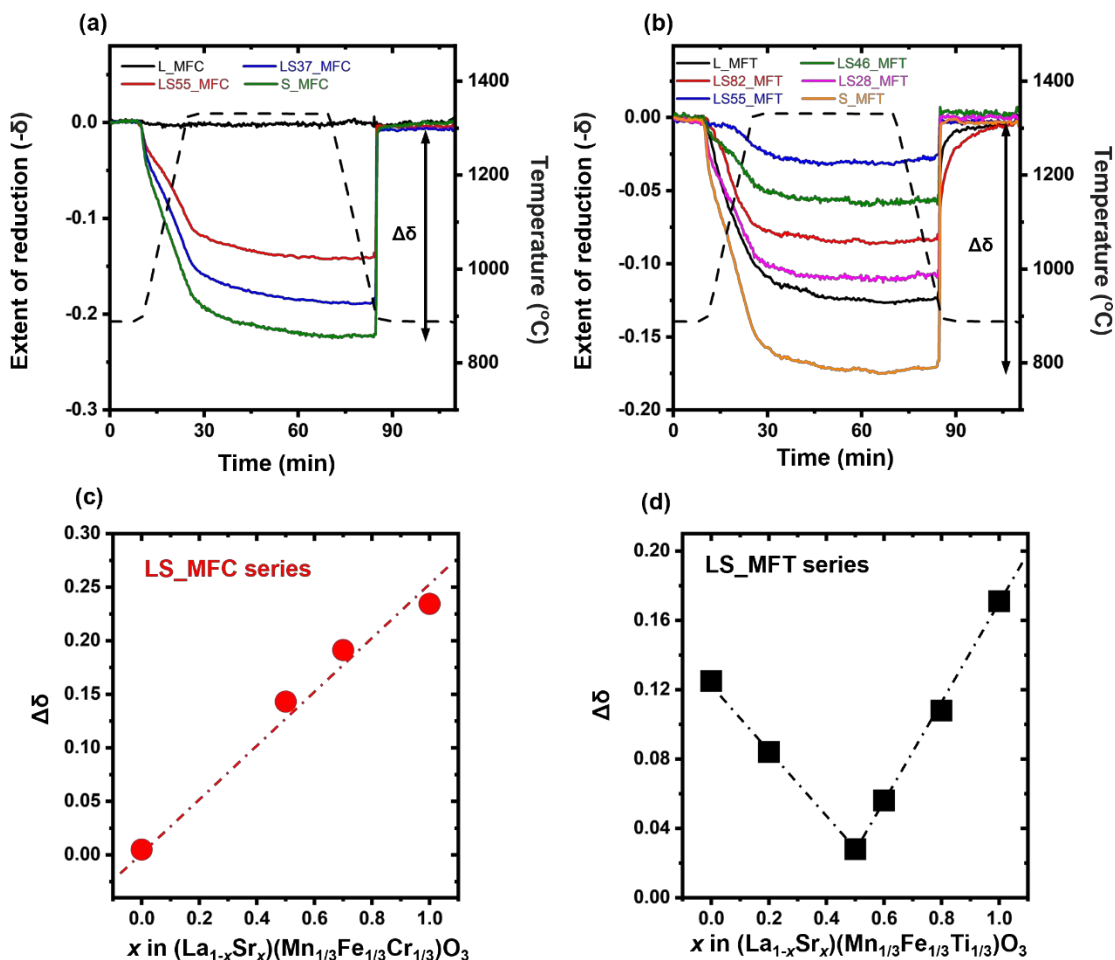 (a)
L_MFC
LS37_MFC
LS55_MFC
S_MFC
0.0
-0.1
-0.2
-0.3
Extent of reduction (-δ)
1400
1200
1000
800
Temperature (°C)
Δδ
0
30
60
90
Time (min)
(b)
L_MFT
LS46_MFT
LS82_MFT
LS28_MFT
LS55_MFT
S_MFT
0.00
-0.05
-0.10
-0.15
-0.20
Extent of reduction (-δ)
1400
1200
1000
800
Temperature (°C)
Δδ
0
30
60
90
Time (min)
(c)
LS_MFC series
0.30
0.25
0.20
0.15
0.10
0.05
0.00
Δδ
0.0
0.2
0.4
0.6
0.8
1.0
x in (La1-xSrx)(Mn1/3Fe1/3Cr1/3)O3
(d)
LS_MFT series
0.20
0.16
0.12
0.08
0.04
0.00
Δδ
0.0
0.2
0.4
0.6
0.8
1.0
x in (La1-xSrx)(Mn1/3Fe1/3Ti1/3)O3